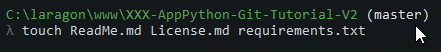 C:\laragon\www\XXX-AppPython-Git-Tutorial-V2 (master)
λ touch ReadMe.md License.md requirements.txt